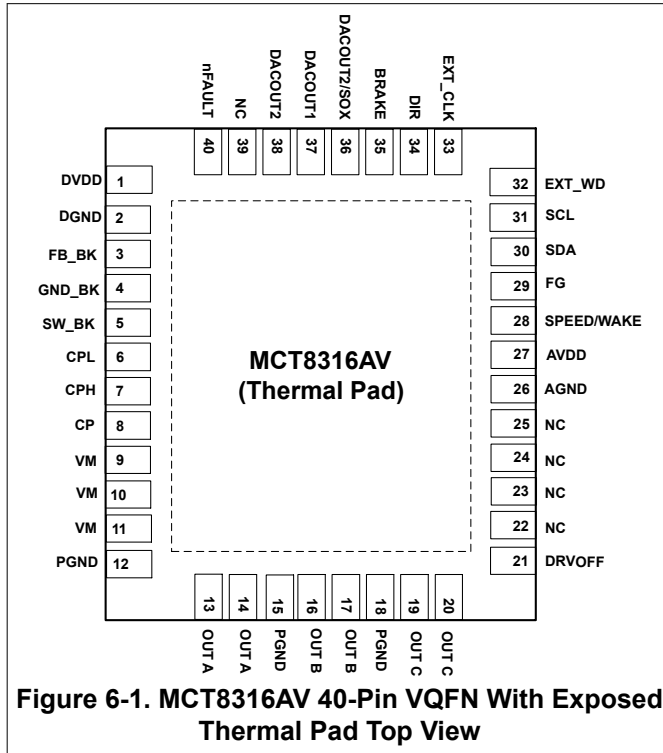 nFAULT
NC
DACOUT2
DACOUT1
DACOUT2/SOX
BRAKE
DIR
EXT_CLK
40
39
38
37
36
35
34
33
DVDD 1
DGND 2
FB_BK 3
GND_BK 4
SW_BK 5
CPL 6
CPH 7
CP 8
VM 9
VM 10
VM 11
PGND 12
MCT8316AV
(Thermal Pad)
32 EXT_WD
31 SCL
30 SDA
29 FG
28 SPEED/WAKE
27 AVDD
26 AGND
25 NC
24 NC
23 NC
22 NC
21 DRVOFF
13
14
15
16
17
18
19
20
OUT A
OUT A
PGND
OUT B
OUT B
PGND
OUT C
OUT C
Figure 6-1. MCT8316AV 40-Pin VQFN With Exposed
Thermal Pad Top View